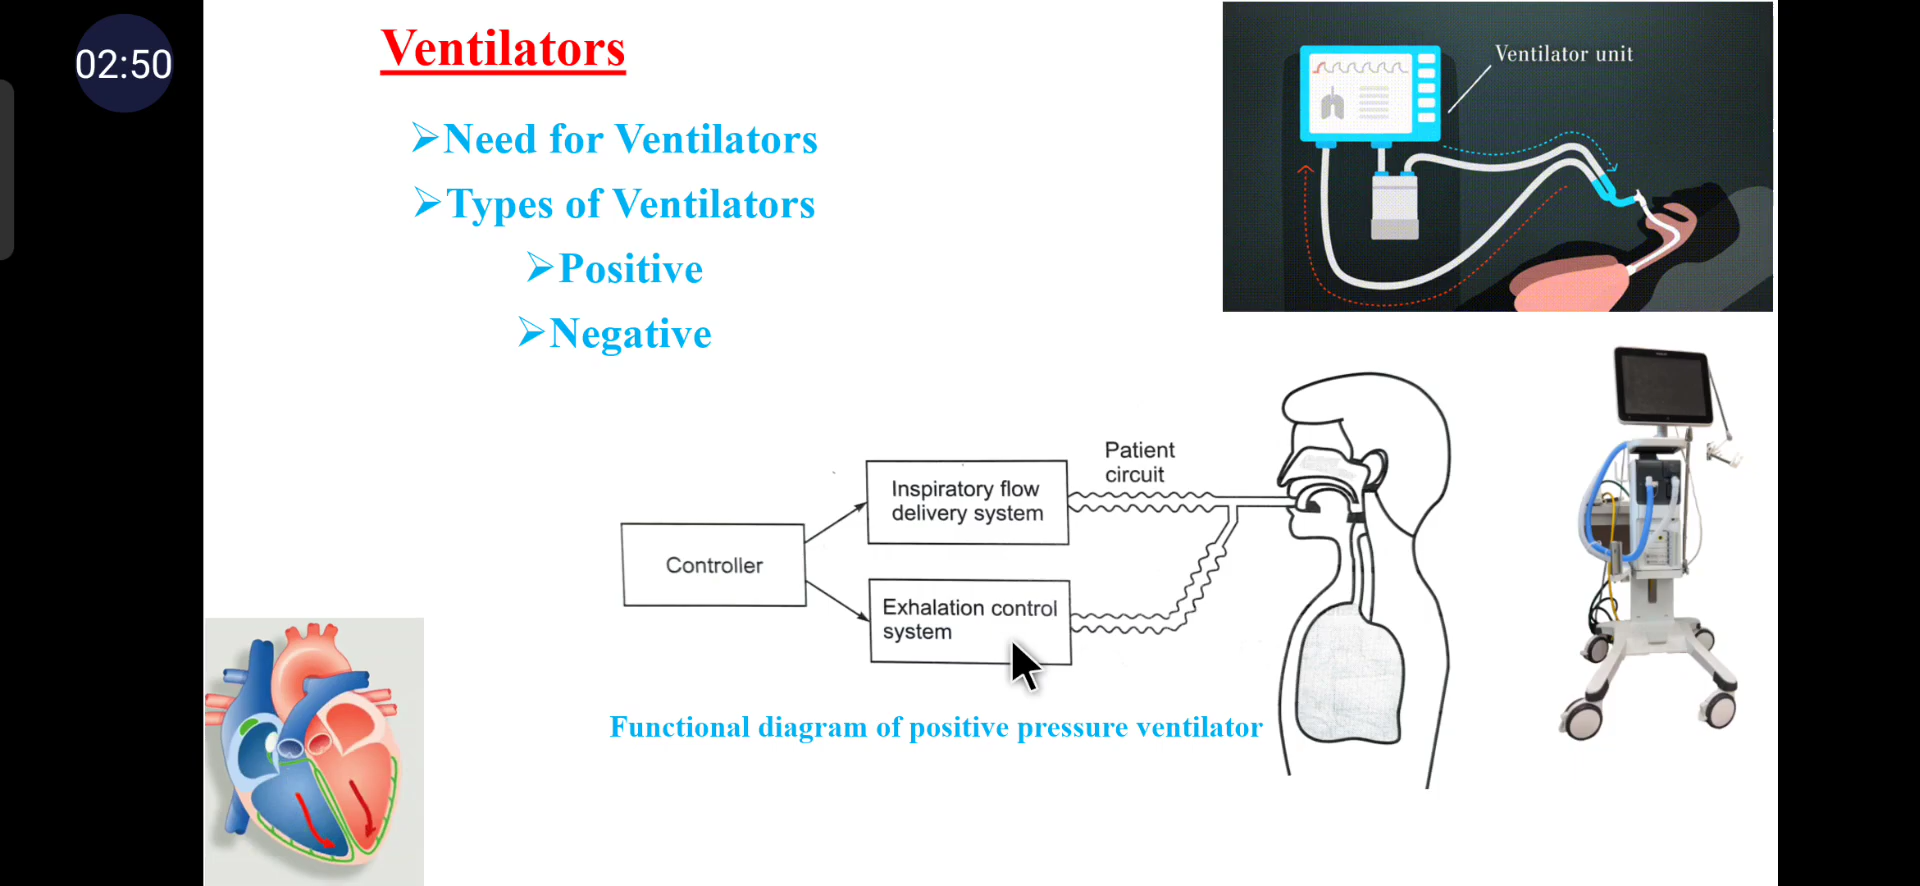 02:50
Ventilators
➢Need for Ventilators
➢Types of Ventilators
➢Positive
➢Negative
Ventilator unit
Patient
circuit
Inspiratory flow
delivery system
Controller
Exhalation control
system
Functional diagram of positive pressure ventilator